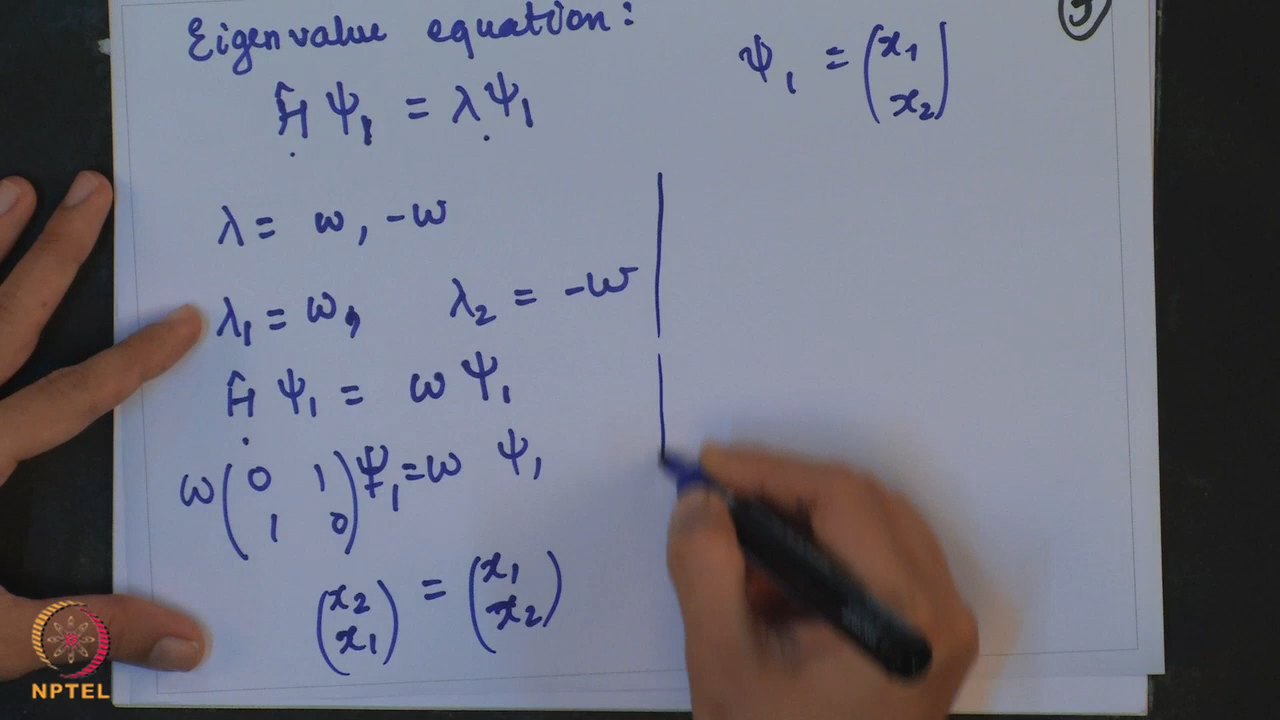 Eigenvalue equation:
Ĥ ψ₁ = λ ψ₁
ψ₁ = (x₁
x₂)
λ = ω, -ω
λ₁ = ω, λ₂ = -ω
Ĥ ψ₁ = ω ψ₁
ω (0 1
1 0) ψ₁ = ω ψ₁
(x₂
x₁) = (x₁
x₂)
NPTEL